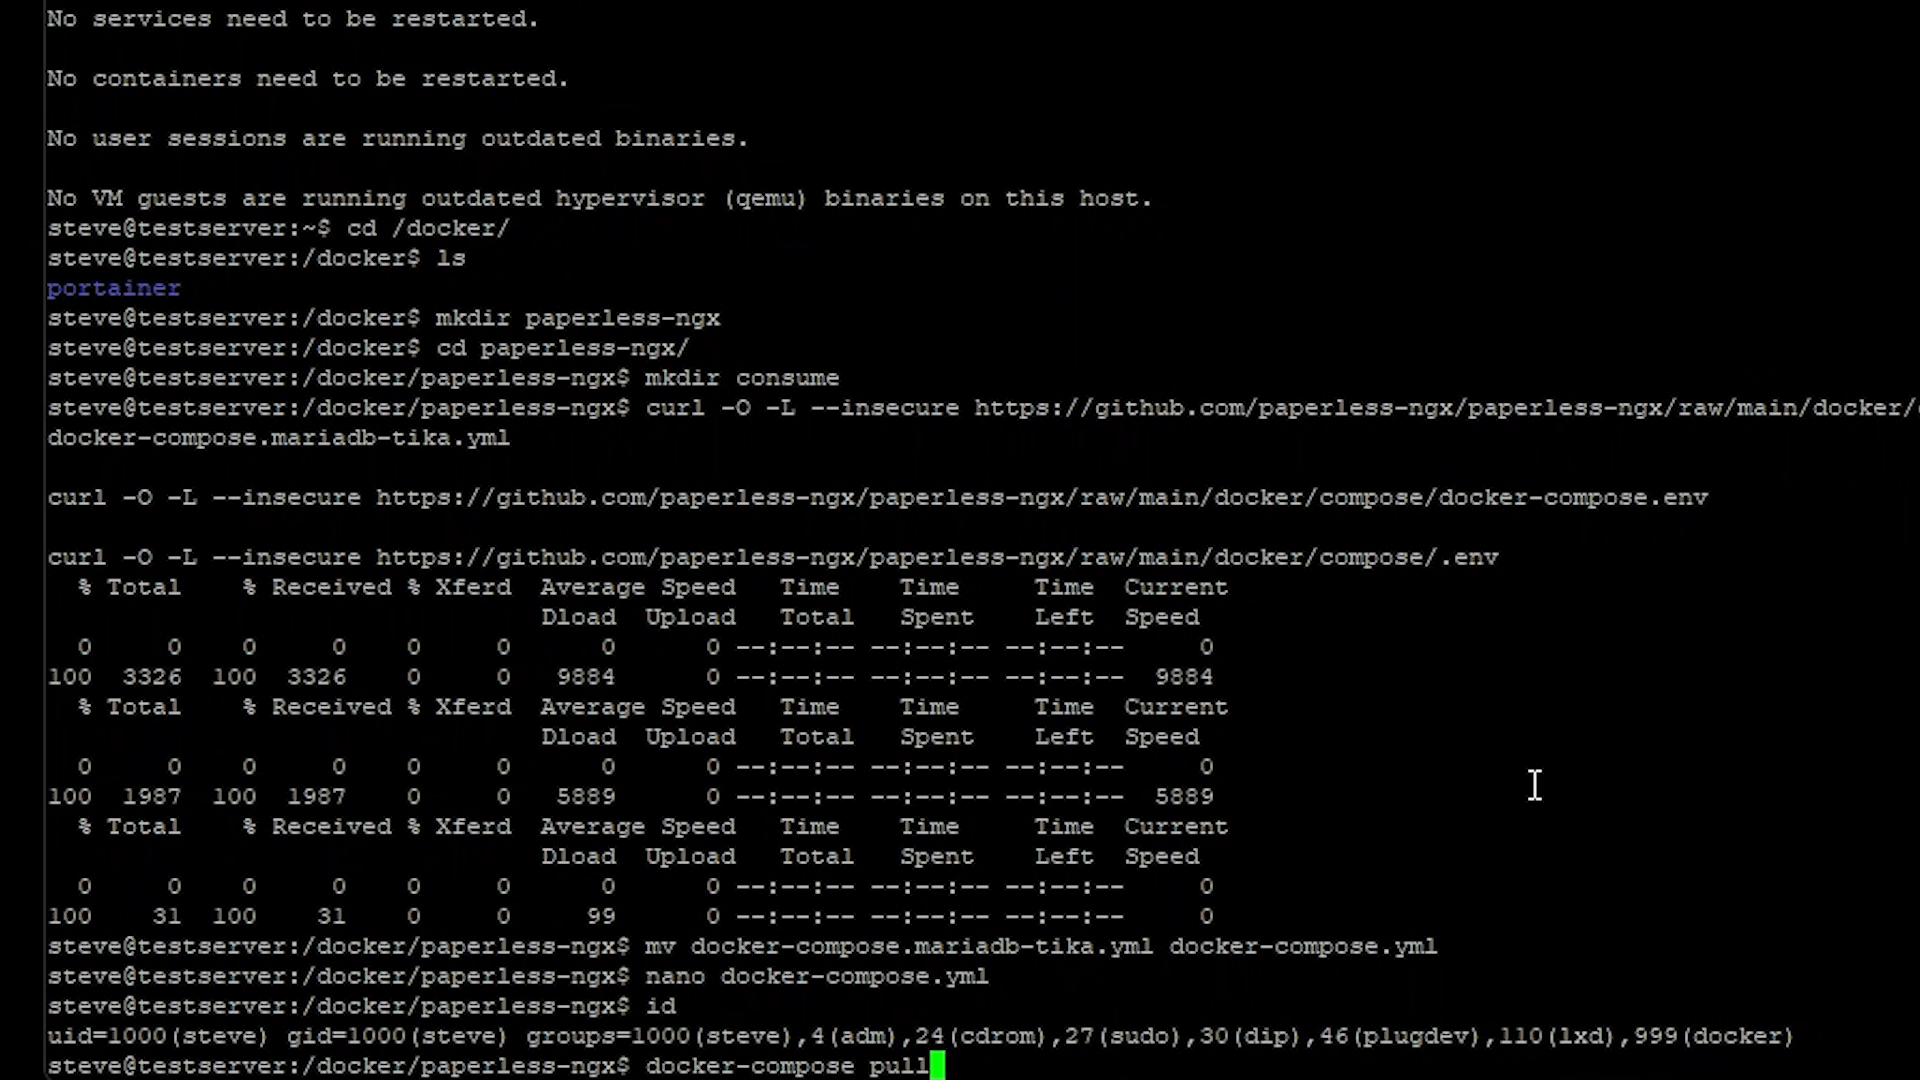 No services need to be restarted.
No containers need to be restarted.
No user sessions are running outdated binaries.
No VM guests are running outdated hypervisor (qemu) binaries on this host.
steve@testserver:~$ cd /docker/
steve@testserver:/docker$ ls
portainer
steve@testserver:/docker$ mkdir paperless-ngx
steve@testserver:/docker$ cd paperless-ngx/
steve@testserver:/docker/paperless-ngx$ mkdir consume
steve@testserver:/docker/paperless-ngx$ curl -O -L --insecure https://github.com/paperless-ngx/paperless-ngx/raw/main/docker/
docker-compose.mariadb-tika.yml
curl -O -L --insecure https://github.com/paperless-ngx/paperless-ngx/raw/main/docker/compose/docker-compose.env
curl -O -L --insecure https://github.com/paperless-ngx/paperless-ngx/raw/main/docker/compose/.env
% Total % Received % Xferd Average Speed Time Time Time Current
Dload Upload Total Spent Left Speed
0 0 0 0 0 0 0 0 --:--:-- --:--:-- --:--:-- 0
100 3326 100 3326 0 0 9884 0 --:--:-- --:--:-- --:--:-- 9884
% Total % Received % Xferd Average Speed Time Time Time Current
Dload Upload Total Spent Left Speed
0 0 0 0 0 0 0 0 --:--:-- --:--:-- --:--:-- 0
100 1987 100 1987 0 0 5889 0 --:--:-- --:--:-- --:--:-- 5889
% Total % Received % Xferd Average Speed Time Time Time Current
Dload Upload Total Spent Left Speed
0 0 0 0 0 0 0 0 --:--:-- --:--:-- --:--:-- 0
100 31 100 31 0 0 99 0 --:--:-- --:--:-- --:--:-- 0
steve@testserver:/docker/paperless-ngx$ mv docker-compose.mariadb-tika.yml docker-compose.yml
steve@testserver:/docker/paperless-ngx$ nano docker-compose.yml
steve@testserver:/docker/paperless-ngx$ id
uid=1000(steve) gid=1000(steve) groups=1000(steve),4(adm),24(cdrom),27(sudo),30(dip),46(plugdev),110(lxd),999(docker)
steve@testserver:/docker/paperless-ngx$ docker-compose pull